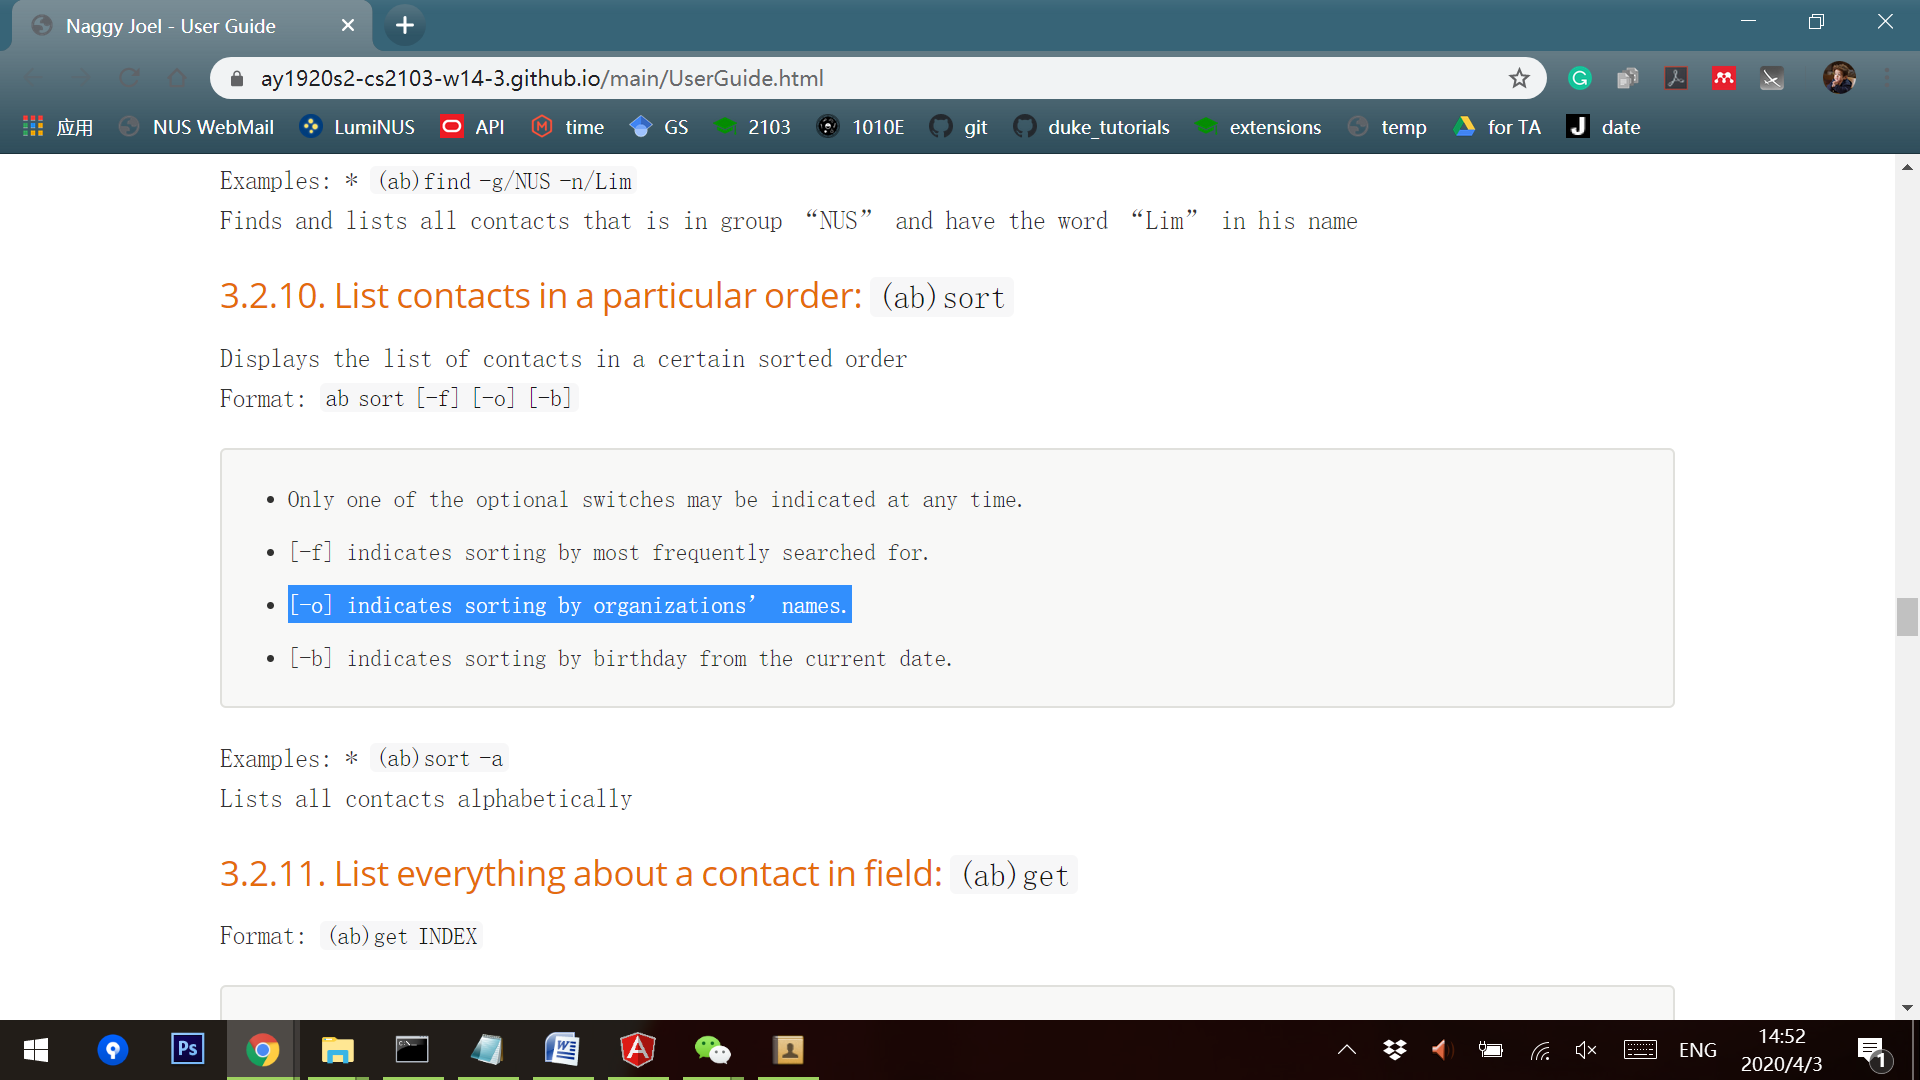 Naggy Joel - User Guide
ay1920s2-cs2103-w14-3.github.io/main/UserGuide.html
应用 NUS WebMail LumiNUS API time GS 2103 1010E git duke_tutorials extensions temp for TA date
Examples: * (ab)find -g/NUS -n/Lim
Finds and lists all contacts that is in group “NUS” and have the word “Lim” in his name
3.2.10. List contacts in a particular order: (ab)sort
Displays the list of contacts in a certain sorted order
Format: ab sort [-f] [-o] [-b]
• Only one of the optional switches may be indicated at any time.
• [-f] indicates sorting by most frequently searched for.
• [-o] indicates sorting by organizations’ names.
• [-b] indicates sorting by birthday from the current date.
Examples: * (ab)sort -a
Lists all contacts alphabetically
3.2.11. List everything about a contact in field: (ab)get
Format: (ab)get INDEX
Ps
ENG
14:52
2020/4/3
1